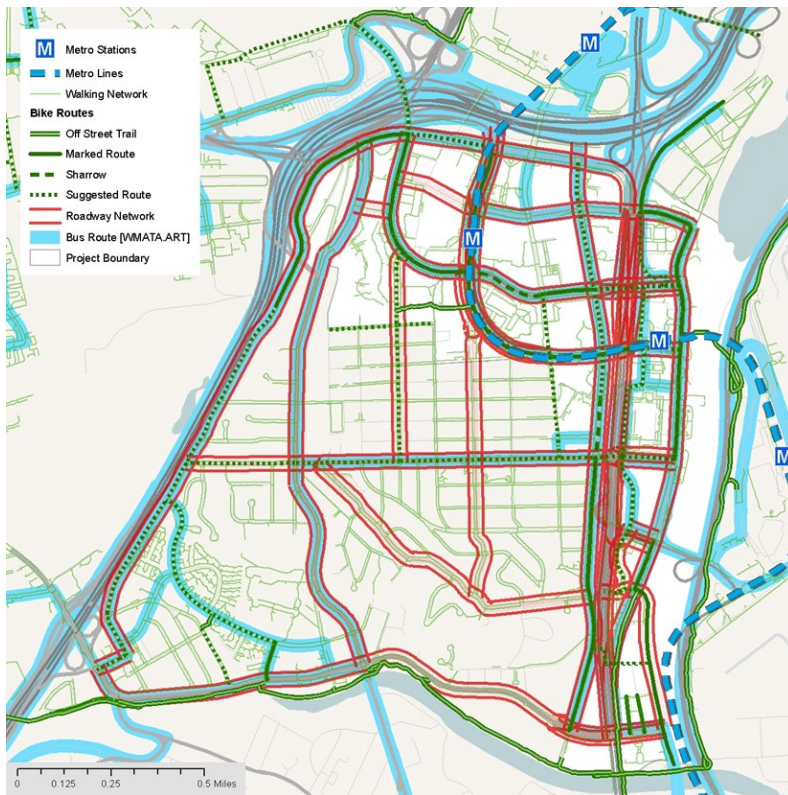 M Metro Stations
Metro Lines
Walking Network
Bike Routes
Off Street Trail
Marked Route
Sharrow
Suggested Route
Roadway Network
Bus Route [WMATA.ART]
Project Boundary
M
M
M
M
0 0.125 0.25 0.5 Miles